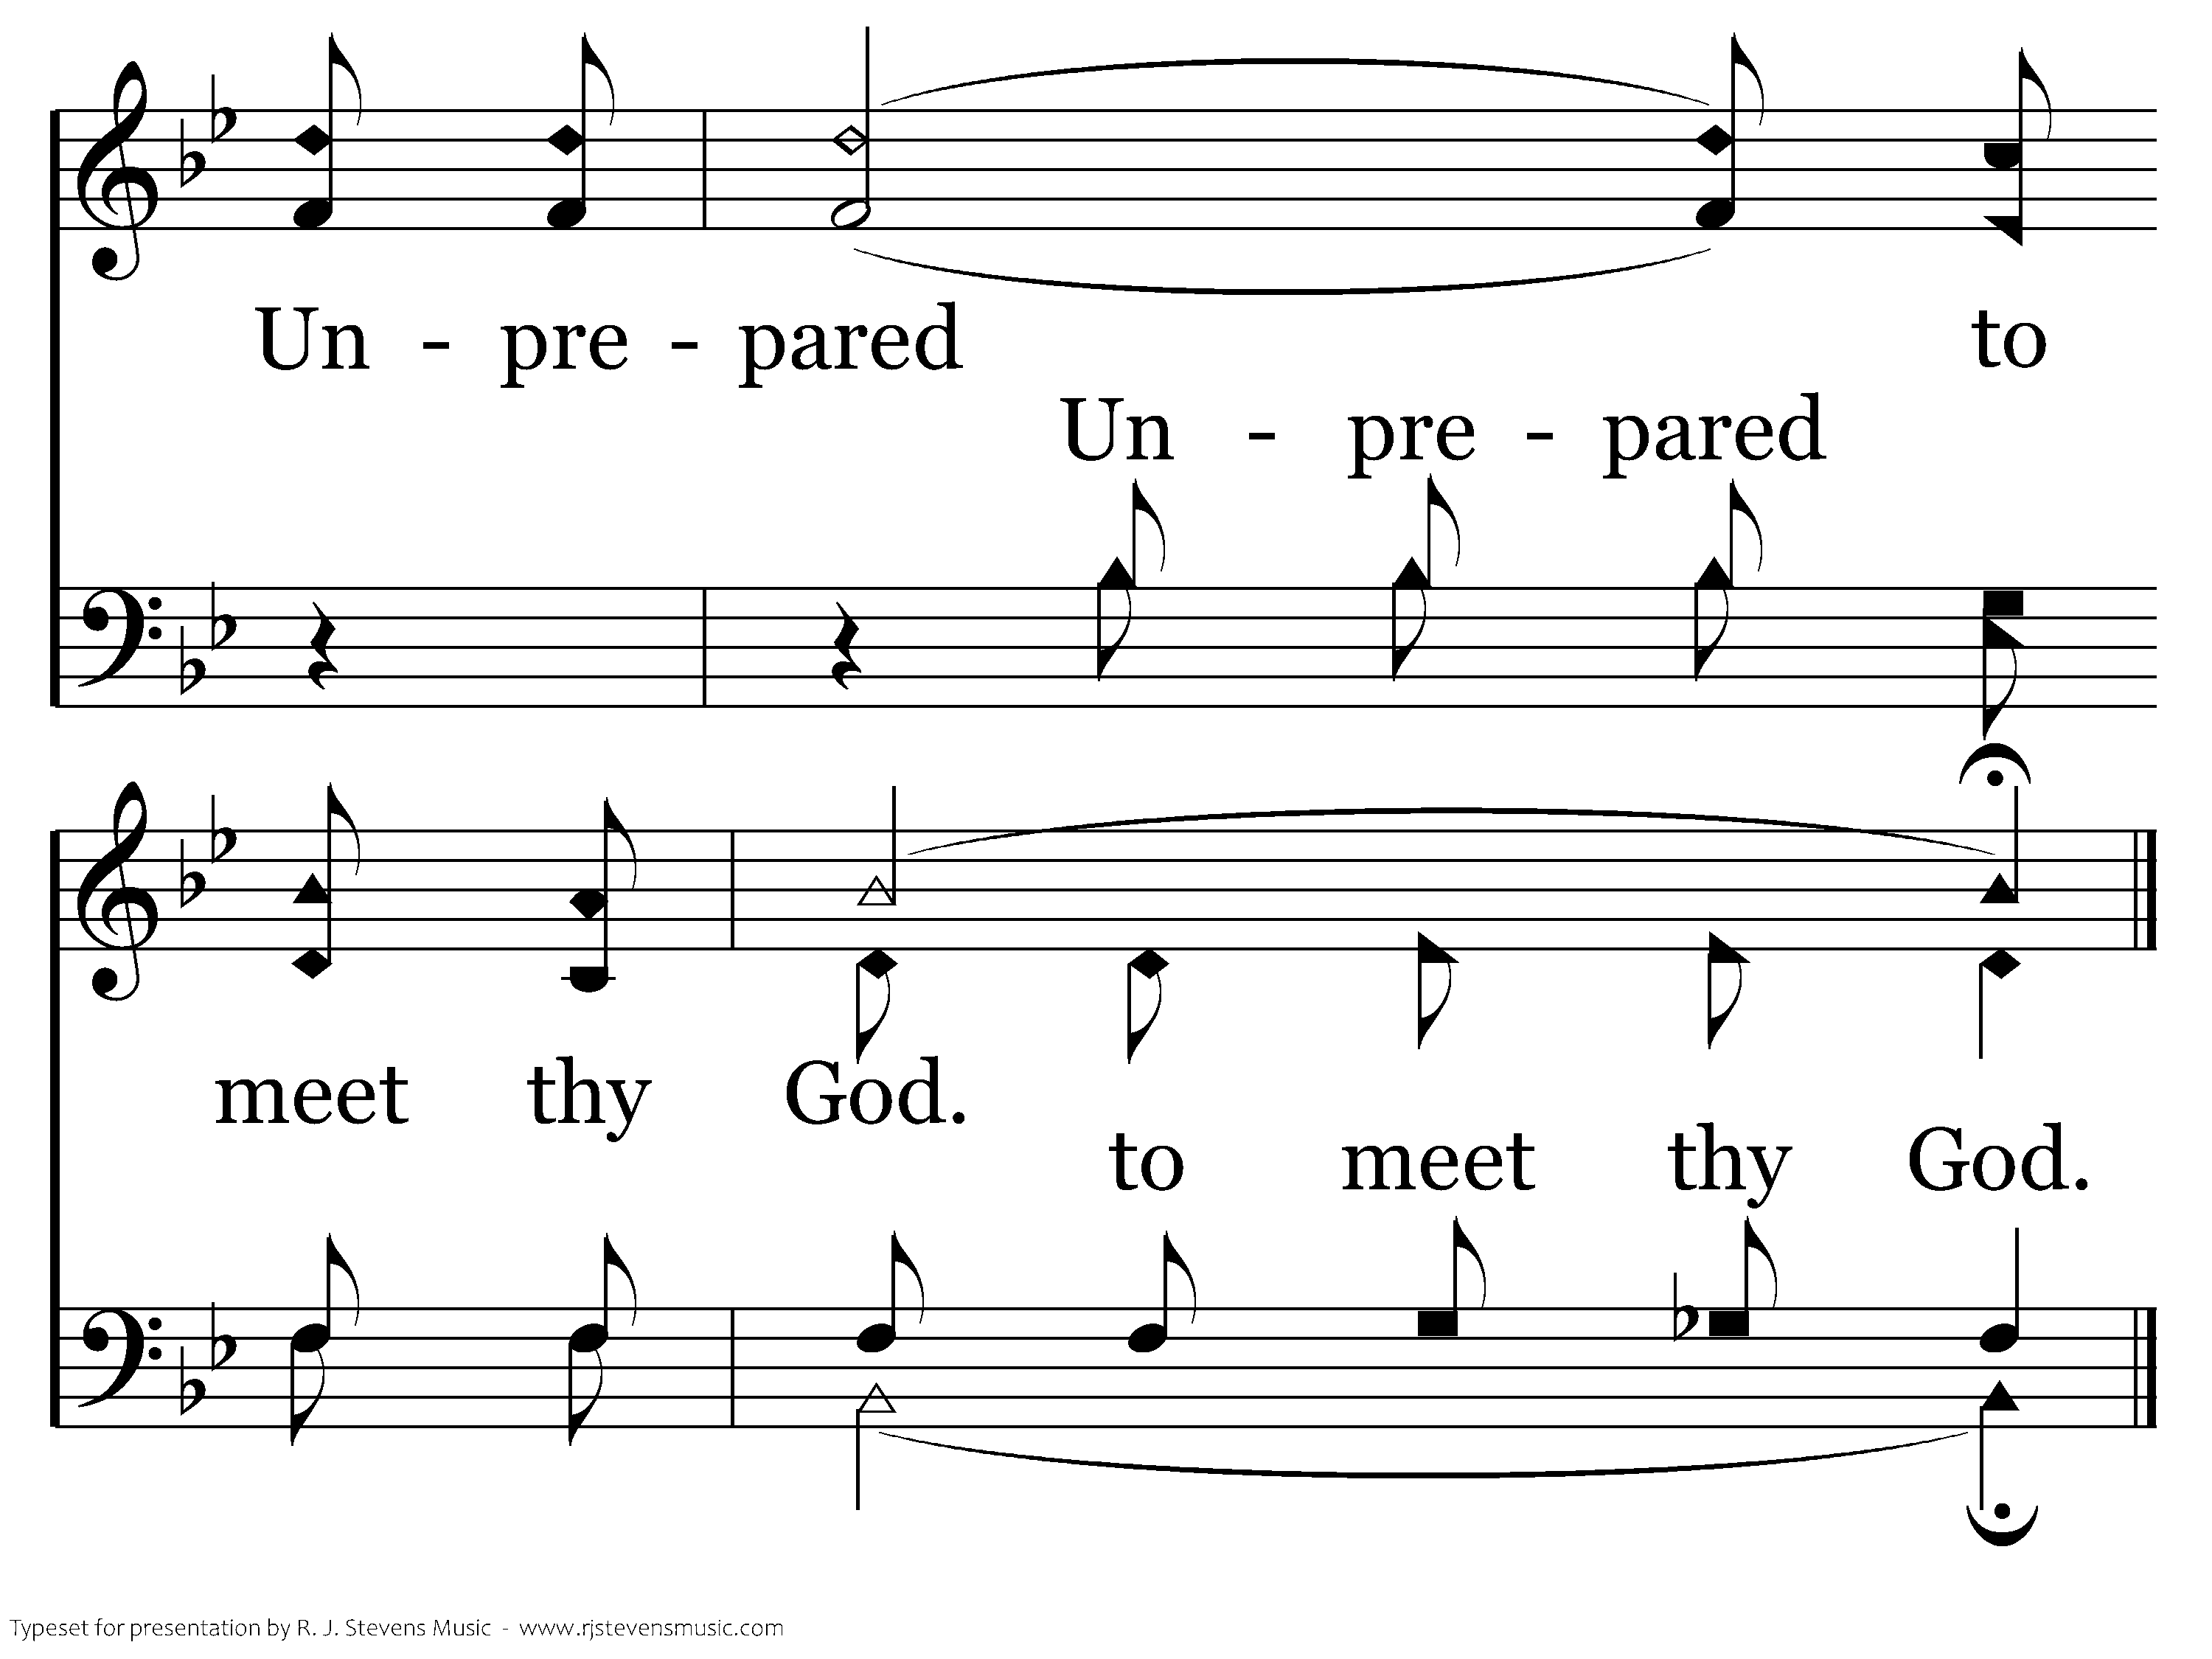 Un - pre - pared to
Un - pre - pared
meet thy God.
to meet thy God.
Typeset for presentation by R. J. Stevens Music - www.rjstevensmusic.com